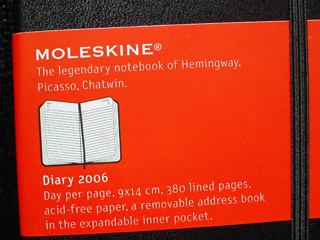 MOLESKINE®
The legendary notebook of Hemingway,
Picasso, Chatwin.
Diary 2006
Day per page, 9x14 cm, 380 lined pages,
acid-free paper, a removable address book
in the expandable inner pocket.